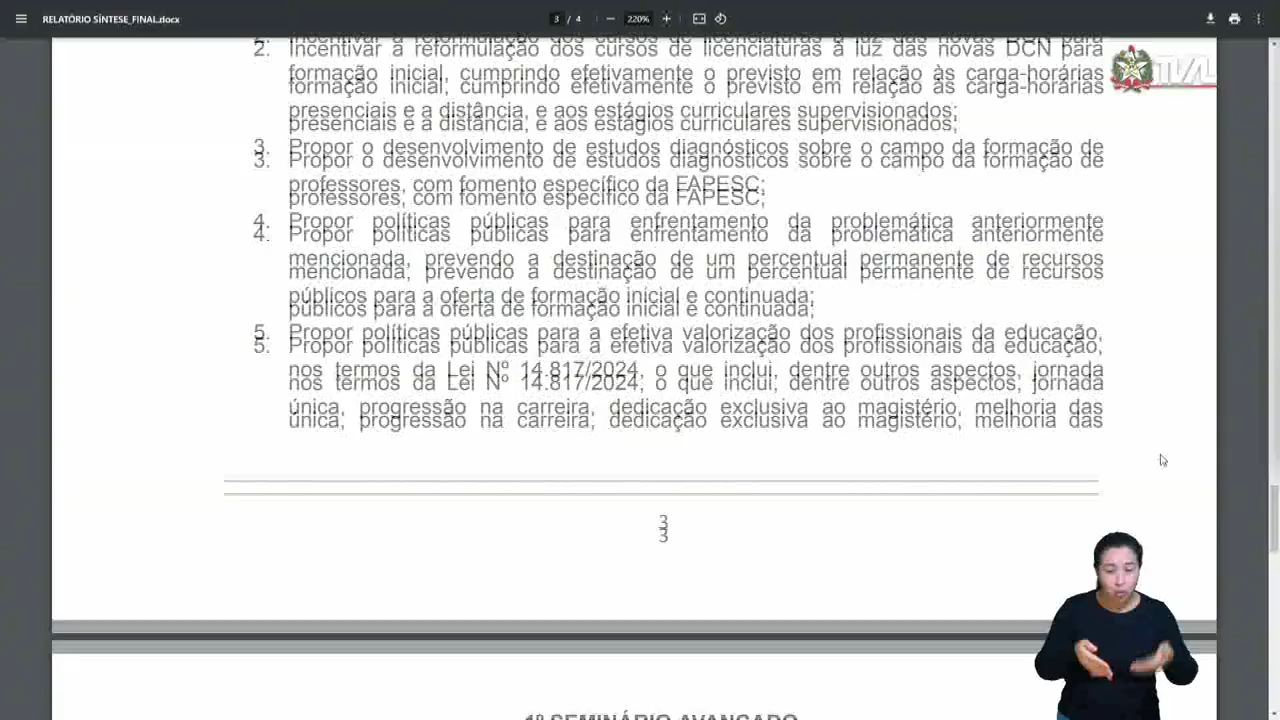 RELATÓRIO SÍNTESE_FINAL.docx
3 / 4
220%
TVAL
2. Incentivar a reformulação dos cursos de licenciaturas à luz das novas DCN para
formação inicial, cumprindo efetivamente o previsto em relação às carga-horárias
presenciais e a distância, e aos estágios curriculares supervisionados;
3. Propor o desenvolvimento de estudos diagnósticos sobre o campo da formação de
professores, com fomento específico da FAPESC;
4. Propor políticas públicas para enfrentamento da problemática anteriormente
mencionada, prevendo a destinação de um percentual permanente de recursos
públicos para a oferta de formação inicial e continuada;
5. Propor políticas públicas para a efetiva valorização dos profissionais da educação,
nos termos da Lei Nº 14.817/2024, o que inclui, dentre outros aspectos, jornada
única, progressão na carreira, dedicação exclusiva ao magistério, melhoria das
3
1º SEMINÁRIO AVANÇADO